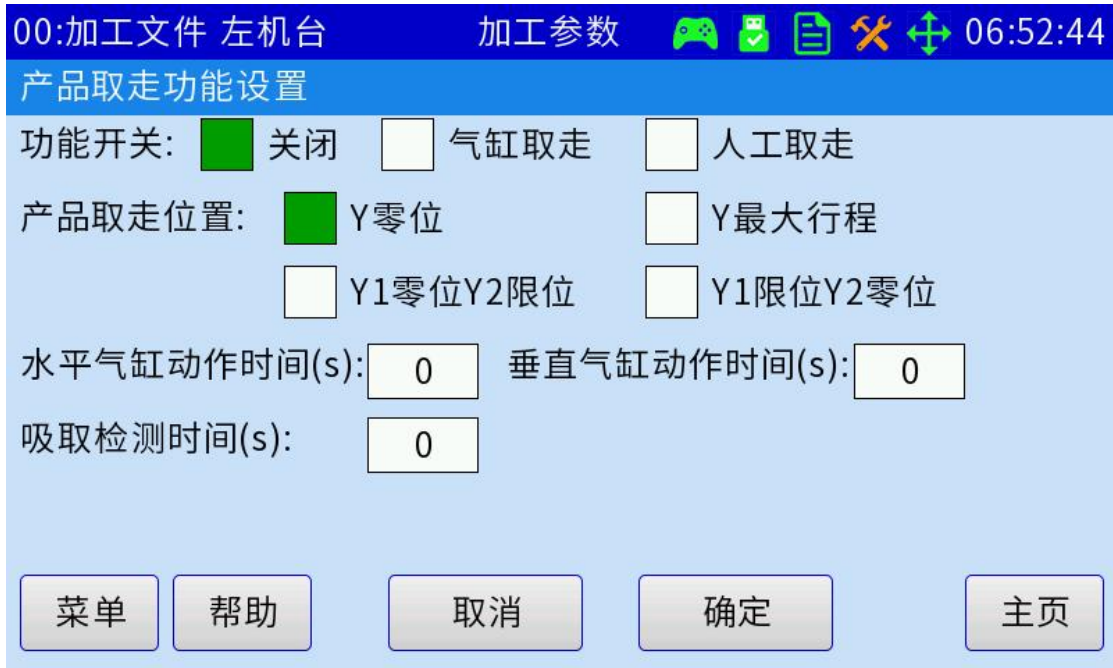 00:加工文件 左机台 加工参数 06:52:44
产品取走功能设置
功能开关: 关闭 气缸取走 人工取走
产品取走位置: Y零位 Y最大行程
Y1零位Y2限位 Y1限位Y2零位
水平气缸动作时间(s): 0 垂直气缸动作时间(s): 0
吸取检测时间(s): 0
菜单 帮助 取消 确定 主页